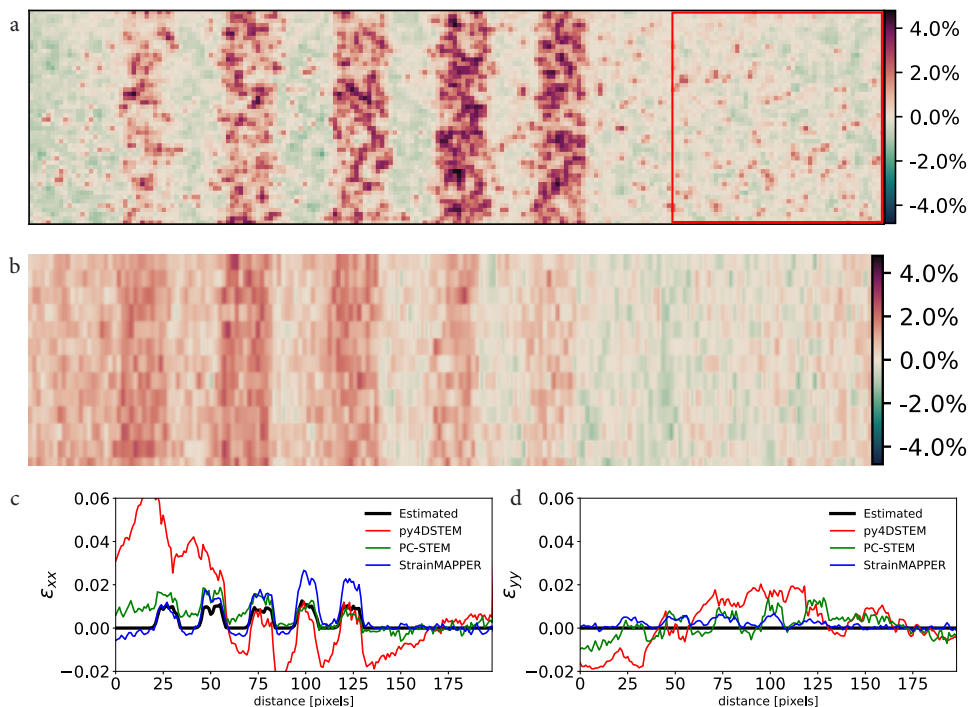 a
4.0%
2.0%
0.0%
-2.0%
-4.0%
b
4.0%
2.0%
0.0%
-2.0%
-4.0%
c
0.06
0.04
0.02
0.00
−0.02
εxx
Estimated
py4DSTEM
PC-STEM
StrainMAPPER
0 25 50 75 100 125 150 175
distance [pixels]
d
0.06
0.04
0.02
0.00
−0.02
εyy
Estimated
py4DSTEM
PC-STEM
StrainMAPPER
0 25 50 75 100 125 150 175
distance [pixels]